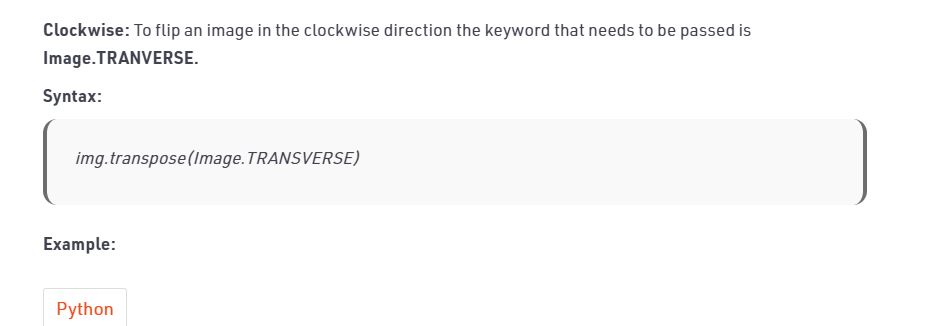 Clockwise: To flip an image in the clockwise direction the keyword that needs to be passed is
Image.TRANVERSE.
Syntax:
img.transpose(Image.TRANSVERSE)
Example:
Python